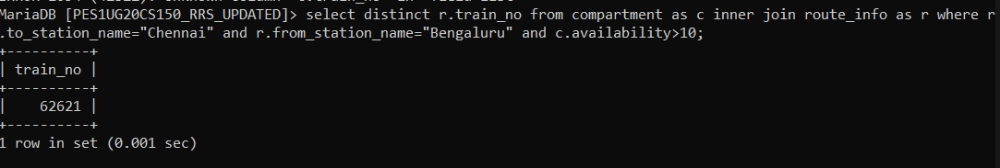 MariaDB [PES1UG20CS150_RRS_UPDATED]> select distinct r.train_no from compartment as c inner join route_info as r where r
.to_station_name="Chennai" and r.from_station_name="Bengaluru" and c.availability>10;
+----------+
| train_no |
+----------+
|    62621 |
+----------+
1 row in set (0.001 sec)